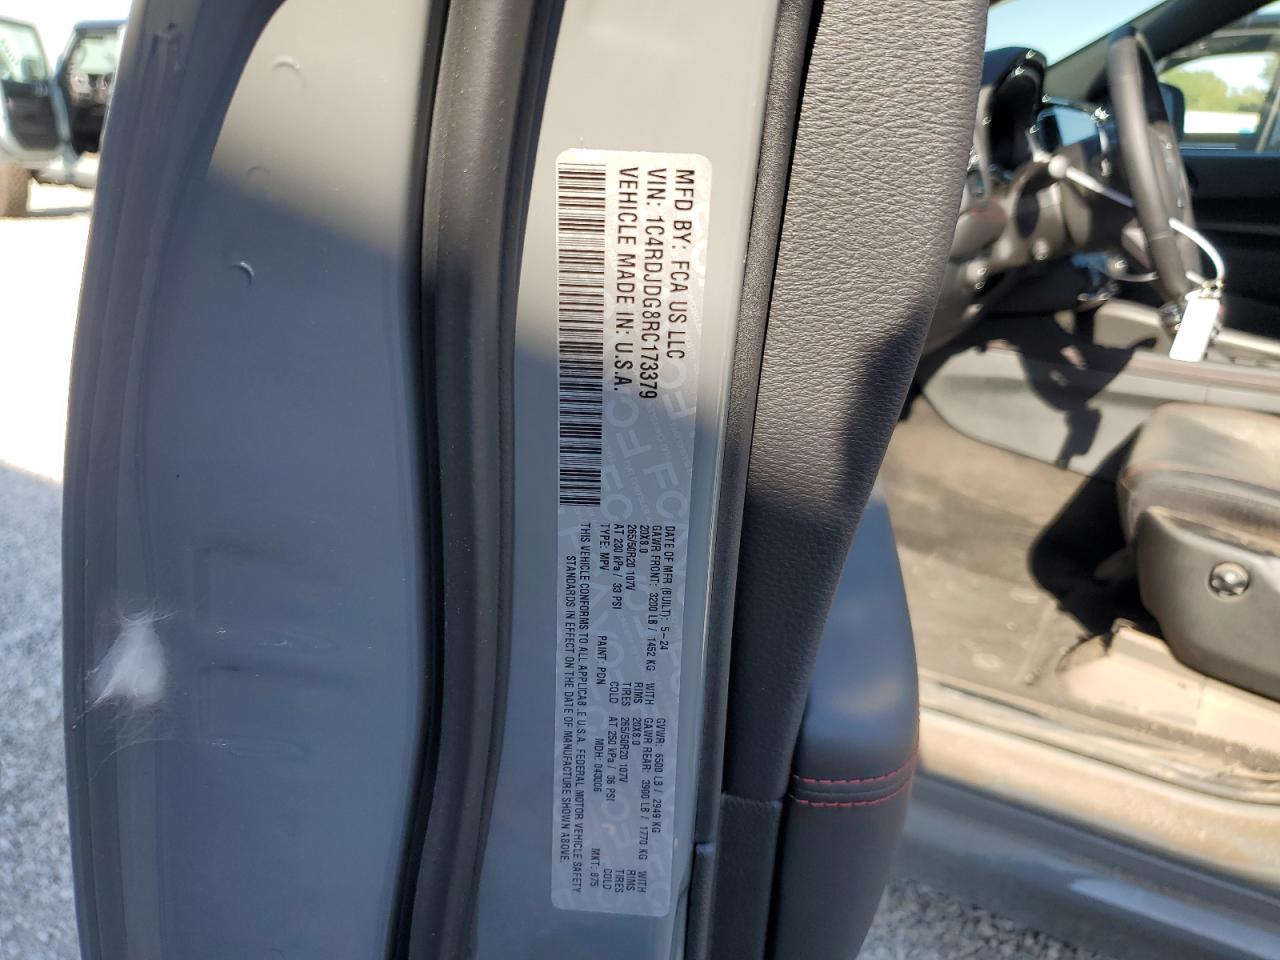 MFD BY: FCA US LLC
VIN: 1C4RDJDG8RC173379
VEHICLE MADE IN: U.S.A.
DATE OF MFR (BUILT): 5-24 GVWR: 6500 LB / 2949 KG
GAWR FRONT: 3200 LB / 1452 KG WITH GAWR REAR: 3900 LB / 1770 KG WITH
20X8.0 RIMS 20X8.0 RIMS
265/50R20 107V TIRES 265/50R20 107V TIRES
AT 230 kPa / 33 PSI COLD AT 250 kPa / 36 PSI COLD
TYPE: MPV PAINT: PDN MDH: 043006 MKT: 875
THIS VEHICLE CONFORMS TO ALL APPLICABLE U.S.A. FEDERAL MOTOR VEHICLE SAFETY
STANDARDS IN EFFECT ON THE DATE OF MANUFACTURE SHOWN ABOVE.